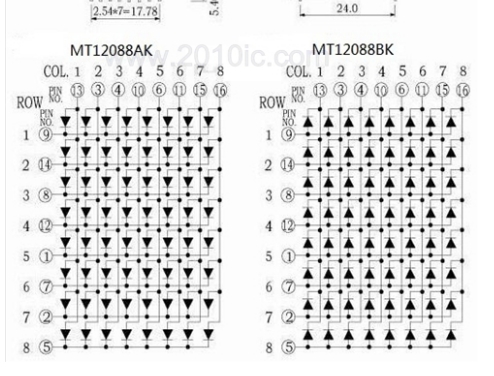 2.54*7=17.78
5.4
24.0
www.2010ic.com
MT12088AK
COL. 1 2 3 4 5 6 7 8
PIN NO. ⑬ ③ ④ ⑩ ⑥ ⑪ ⑮ ⑯
ROW PIN NO.
1 ⑨
2 ⑭
3 ⑧
4 ⑫
5 ①
6 ⑦
7 ②
8 ⑤
MT12088BK
COL. 1 2 3 4 5 6 7 8
PIN NO. ⑬ ③ ④ ⑩ ⑥ ⑪ ⑮ ⑯
ROW PIN NO.
1 ⑨
2 ⑭
3 ⑧
4 ⑫
5 ①
6 ⑦
7 ②
8 ⑤